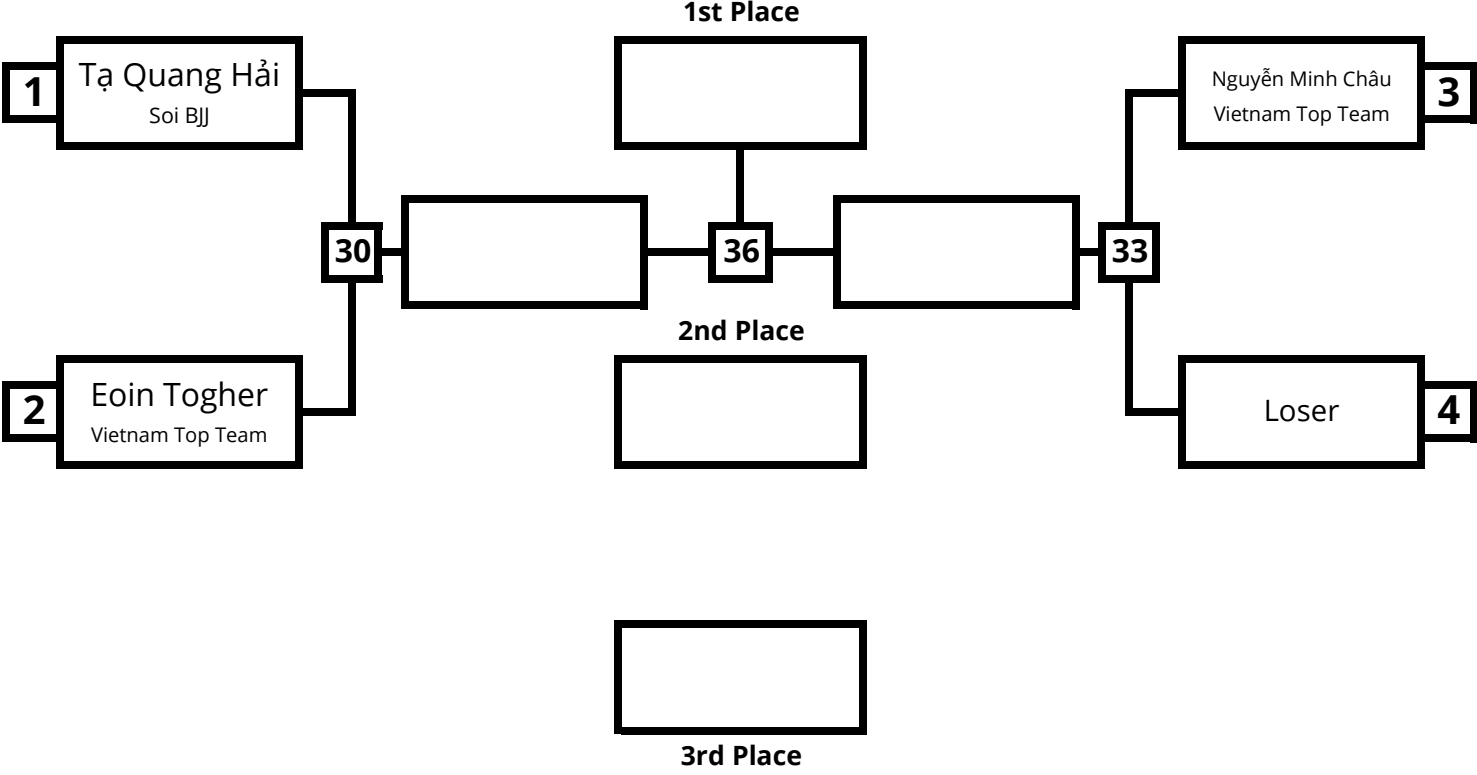 1st Place
1
Tạ Quang Hải
Soi BJJ
Nguyễn Minh Châu
Vietnam Top Team
3
30
36
33
2nd Place
2
Eoin Togher
Vietnam Top Team
Loser
4
3rd Place